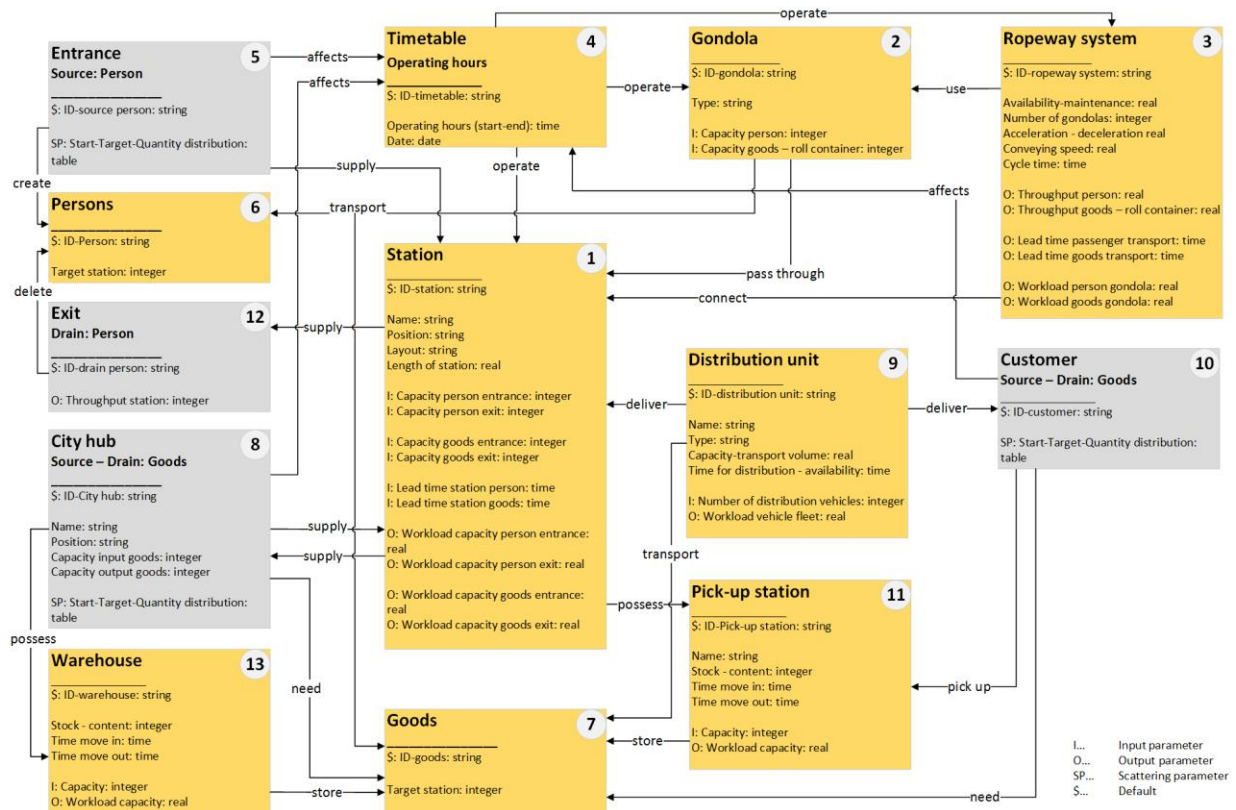 operate
Entrance
5
Source: Person
$: ID-source person: string
SP: Start-Target-Quantity distribution:
table
affects
affects
Timetable
4
Operating hours
$: ID-timetable: string
Operating hours (start-end): time
Date: date
operate
Gondola
2
$: ID-gondola: string
Type: string
I: Capacity person: integer
I: Capacity goods – roll container: integer
use
Ropeway system
3
$: ID-ropeway system: string
Availability-maintenance: real
Number of gondolas: integer
Acceleration - deceleration real
Conveying speed: real
Cycle time: time
O: Throughput person: real
O: Throughput goods – roll container: real
O: Lead time passenger transport: time
O: Lead time goods transport: time
O: Workload person gondola: real
O: Workload goods gondola: real
create
supply
operate
affects
Persons
6
$: ID-Person: string
Target station: integer
transport
delete
pass through
connect
Exit
12
Drain: Person
$: ID-drain person: string
O: Throughput station: integer
supply
Station
1
$: ID-station: string
Name: string
Position: string
Layout: string
Length of station: real
I: Capacity person entrance: integer
I: Capacity person exit: integer
I: Capacity goods entrance: integer
I: Capacity goods exit: integer
I: Lead time station person: time
I: Lead time station goods: time
O: Workload capacity person entrance:
real
O: Workload capacity person exit: real
O: Workload capacity goods entrance:
real
O: Workload capacity goods exit: real
deliver
Distribution unit
9
$: ID-distribution unit: string
Name: string
Type: string
Capacity-transport volume: real
Time for distribution - availability: time
I: Number of distribution vehicles: integer
O: Workload vehicle fleet: real
deliver
Customer
10
Source – Drain: Goods
$: ID-customer: string
SP: Start-Target-Quantity distribution:
table
City hub
8
Source – Drain: Goods
$: ID-City hub: string
Name: string
Position: string
Capacity input goods: integer
Capacity output goods: integer
SP: Start-Target-Quantity distribution:
table
supply
supply
transport
possess
possess
Pick-up station
11
$: ID-Pick-up station: string
Name: string
Stock - content: integer
Time move in: time
Time move out: time
I: Capacity: integer
O: Workload capacity: real
pick up
Warehouse
13
$: ID-warehouse: string
Stock - content: integer
Time move in: time
Time move out: time
I: Capacity: integer
O: Workload capacity: real
need
store
Goods
7
$: ID-goods: string
Target station: integer
store
need
I... Input parameter
O... Output parameter
SP... Scattering parameter
$... Default